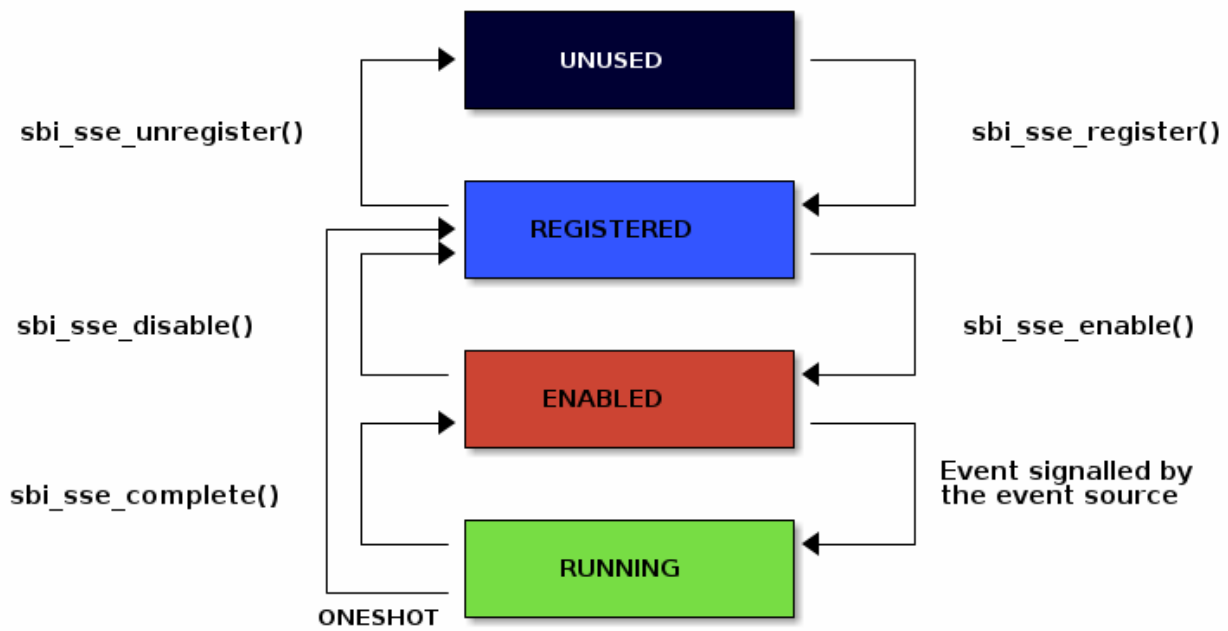 UNUSED
sbi_sse_unregister()
sbi_sse_register()
REGISTERED
sbi_sse_disable()
sbi_sse_enable()
ENABLED
sbi_sse_complete()
Event signalled by
the event source
RUNNING
ONESHOT